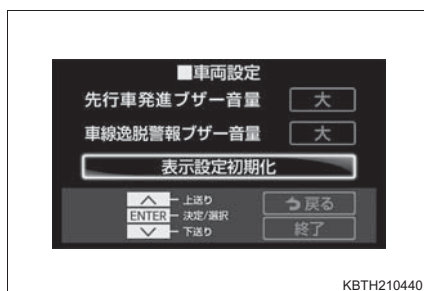 ■車両設定
先行車発進ブザー音量 大
車線逸脱警報ブザー音量 大
表示設定初期化
上送り
ENTER 決定/選択
下送り
戻る
終了
KBTH210440